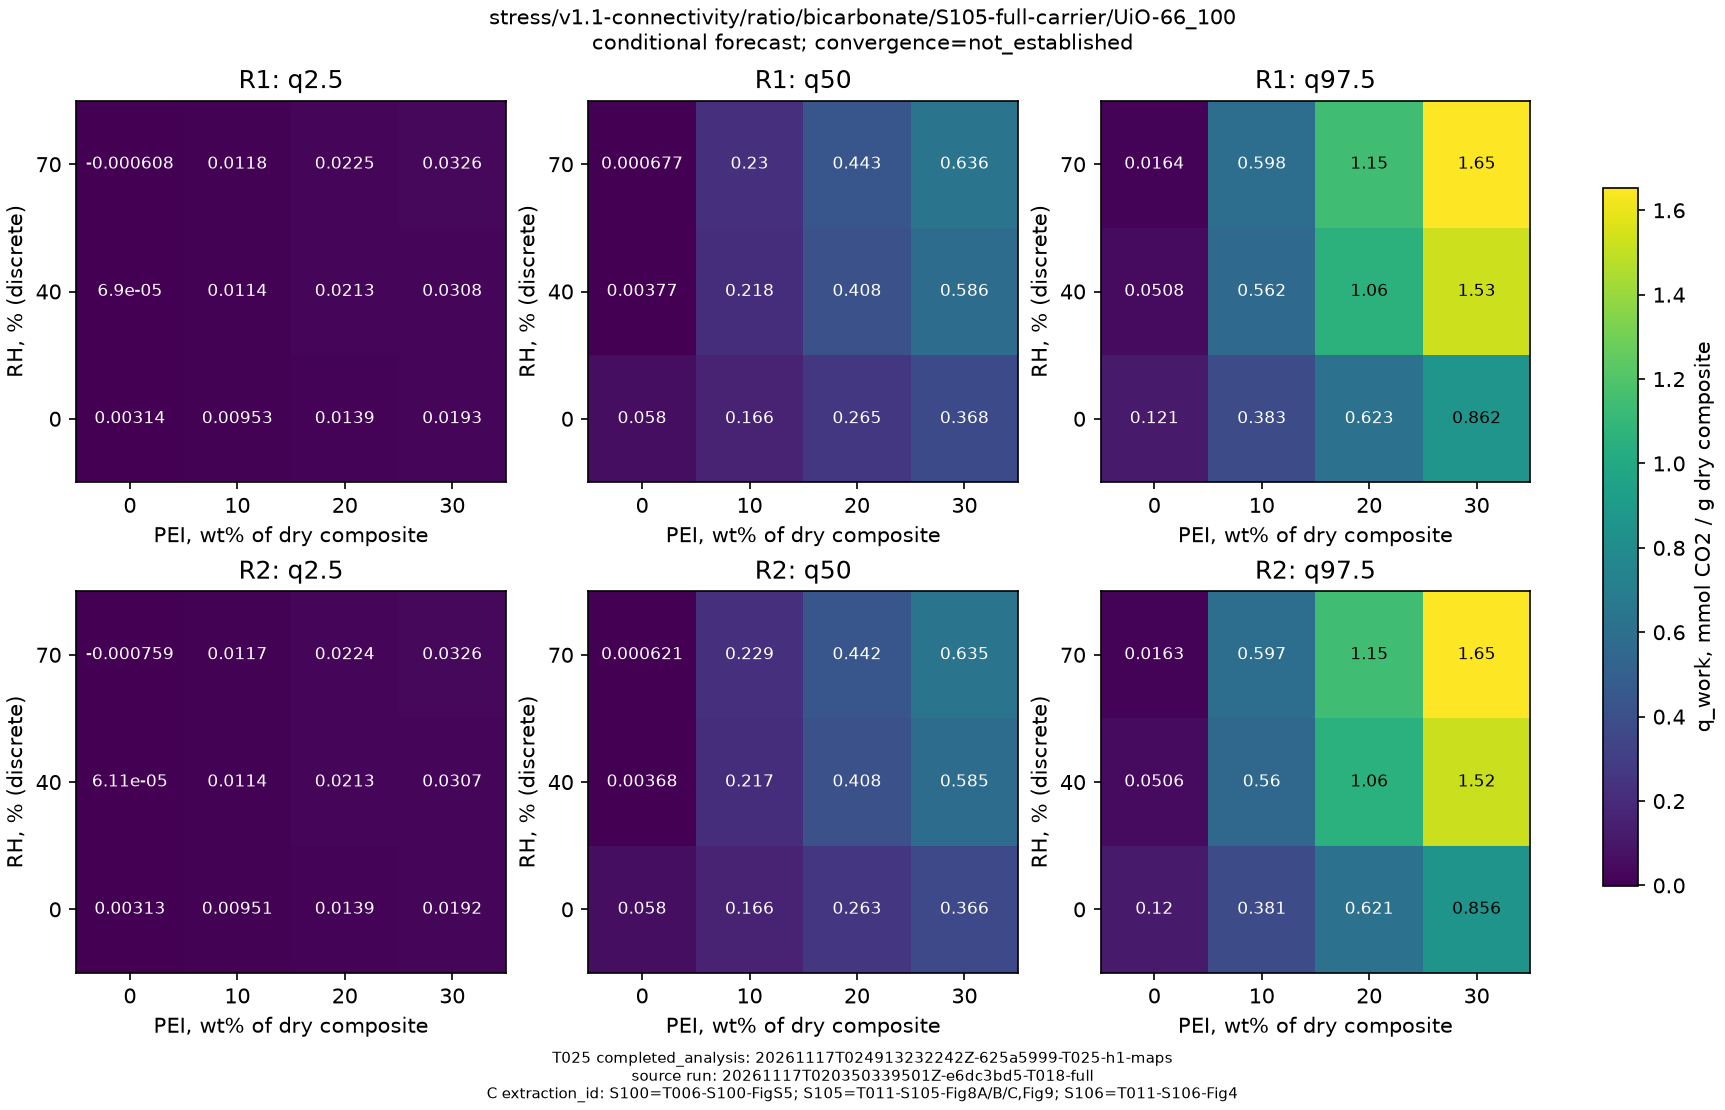 stress/v1.1-connectivity/ratio/bicarbonate/S105-full-carrier/UiO-66_100
conditional forecast; convergence=not_established
R1: q2.5
R1: q50
R1: q97.5
RH, % (discrete)
70
-0.000608 0.0118 0.0225 0.0326
40
6.9e-05 0.0114 0.0213 0.0308
0
0.00314 0.00953 0.0139 0.0193
0 10 20 30
PEI, wt% of dry composite
RH, % (discrete)
70
0.000677 0.23 0.443 0.636
40
0.00377 0.218 0.408 0.586
0
0.058 0.166 0.265 0.368
0 10 20 30
PEI, wt% of dry composite
RH, % (discrete)
70
0.0164 0.598 1.15 1.65
40
0.0508 0.562 1.06 1.53
0
0.121 0.383 0.623 0.862
0 10 20 30
PEI, wt% of dry composite
R2: q2.5
R2: q50
R2: q97.5
RH, % (discrete)
70
-0.000759 0.0117 0.0224 0.0326
40
6.11e-05 0.0114 0.0213 0.0307
0
0.00313 0.00951 0.0139 0.0192
0 10 20 30
PEI, wt% of dry composite
RH, % (discrete)
70
0.000621 0.229 0.442 0.635
40
0.00368 0.217 0.408 0.585
0
0.058 0.166 0.263 0.366
0 10 20 30
PEI, wt% of dry composite
RH, % (discrete)
70
0.0163 0.597 1.15 1.65
40
0.0506 0.56 1.06 1.52
0
0.12 0.381 0.621 0.856
0 10 20 30
PEI, wt% of dry composite
1.6
1.4
1.2
1.0
0.8
0.6
0.4
0.2
0.0
q_work, mmol CO2 / g dry composite
T025 completed_analysis: 20261117T024913232242Z-625a5999-T025-h1-maps
source run: 20261117T020350339501Z-e6dc3bd5-T018-full
C extraction_id: S100=T006-S100-FigS5; S105=T011-S105-Fig8A/B/C,Fig9; S106=T011-S106-Fig4